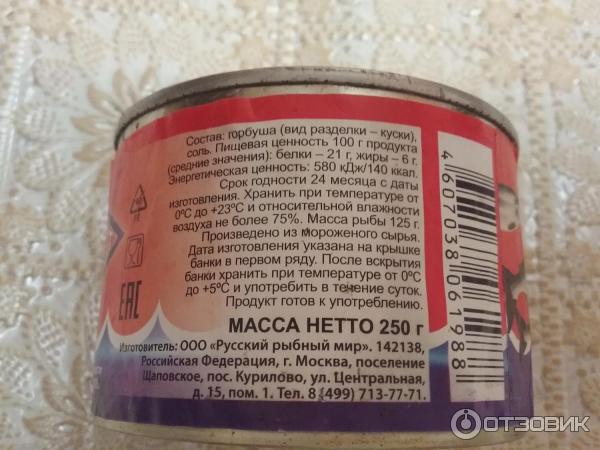 Состав: горбуша (вид разделки – куски),
соль. Пищевая ценность 100 г продукта
(средние значения): белки – 21 г, жиры – 6 г.
Энергетическая ценность: 580 кДж/140 ккал.
Срок годности 24 месяца с даты
изготовления. Хранить при температуре от
0ºC до +23ºC и относительной влажности
воздуха не более 75%. Масса рыбы 125 г.
Произведено из мороженого сырья.
Дата изготовления указана на крышке
банки в первом ряду. После вскрытия
банки хранить при температуре от 0ºC
до +5ºC и употребить в течение суток.
Продукт готов к употреблению.
МАССА НЕТТО 250 г
Изготовитель: ООО «Русский рыбный мир». 142138,
Российская Федерация, г. Москва, поселение
Щаповское, пос. Курилово, ул. Центральная,
д. 15, пом. 1. Тел. 8 (499) 713-77-71.
4 607038 061988
EAC
ОТЗОВИК